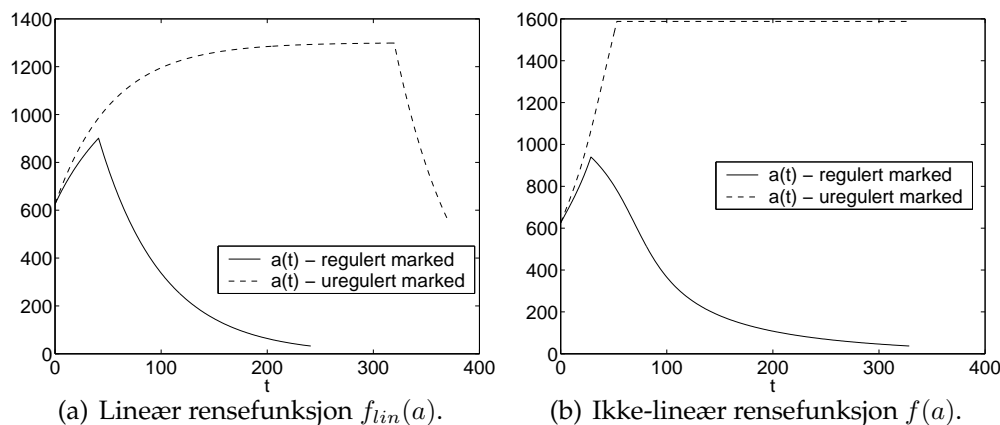 1400
1200
1000
800
600
400
200
0
0 100 200 300 400
t
a(t) – regulert marked
a(t) – uregulert marked
(a) Lineær rensefunksjon f_{lin}(a).
1600
1400
1200
1000
800
600
400
200
0
0 100 200 300 400
t
a(t) – regulert marked
a(t) – uregulert marked
(b) Ikke-lineær rensefunksjon f(a).